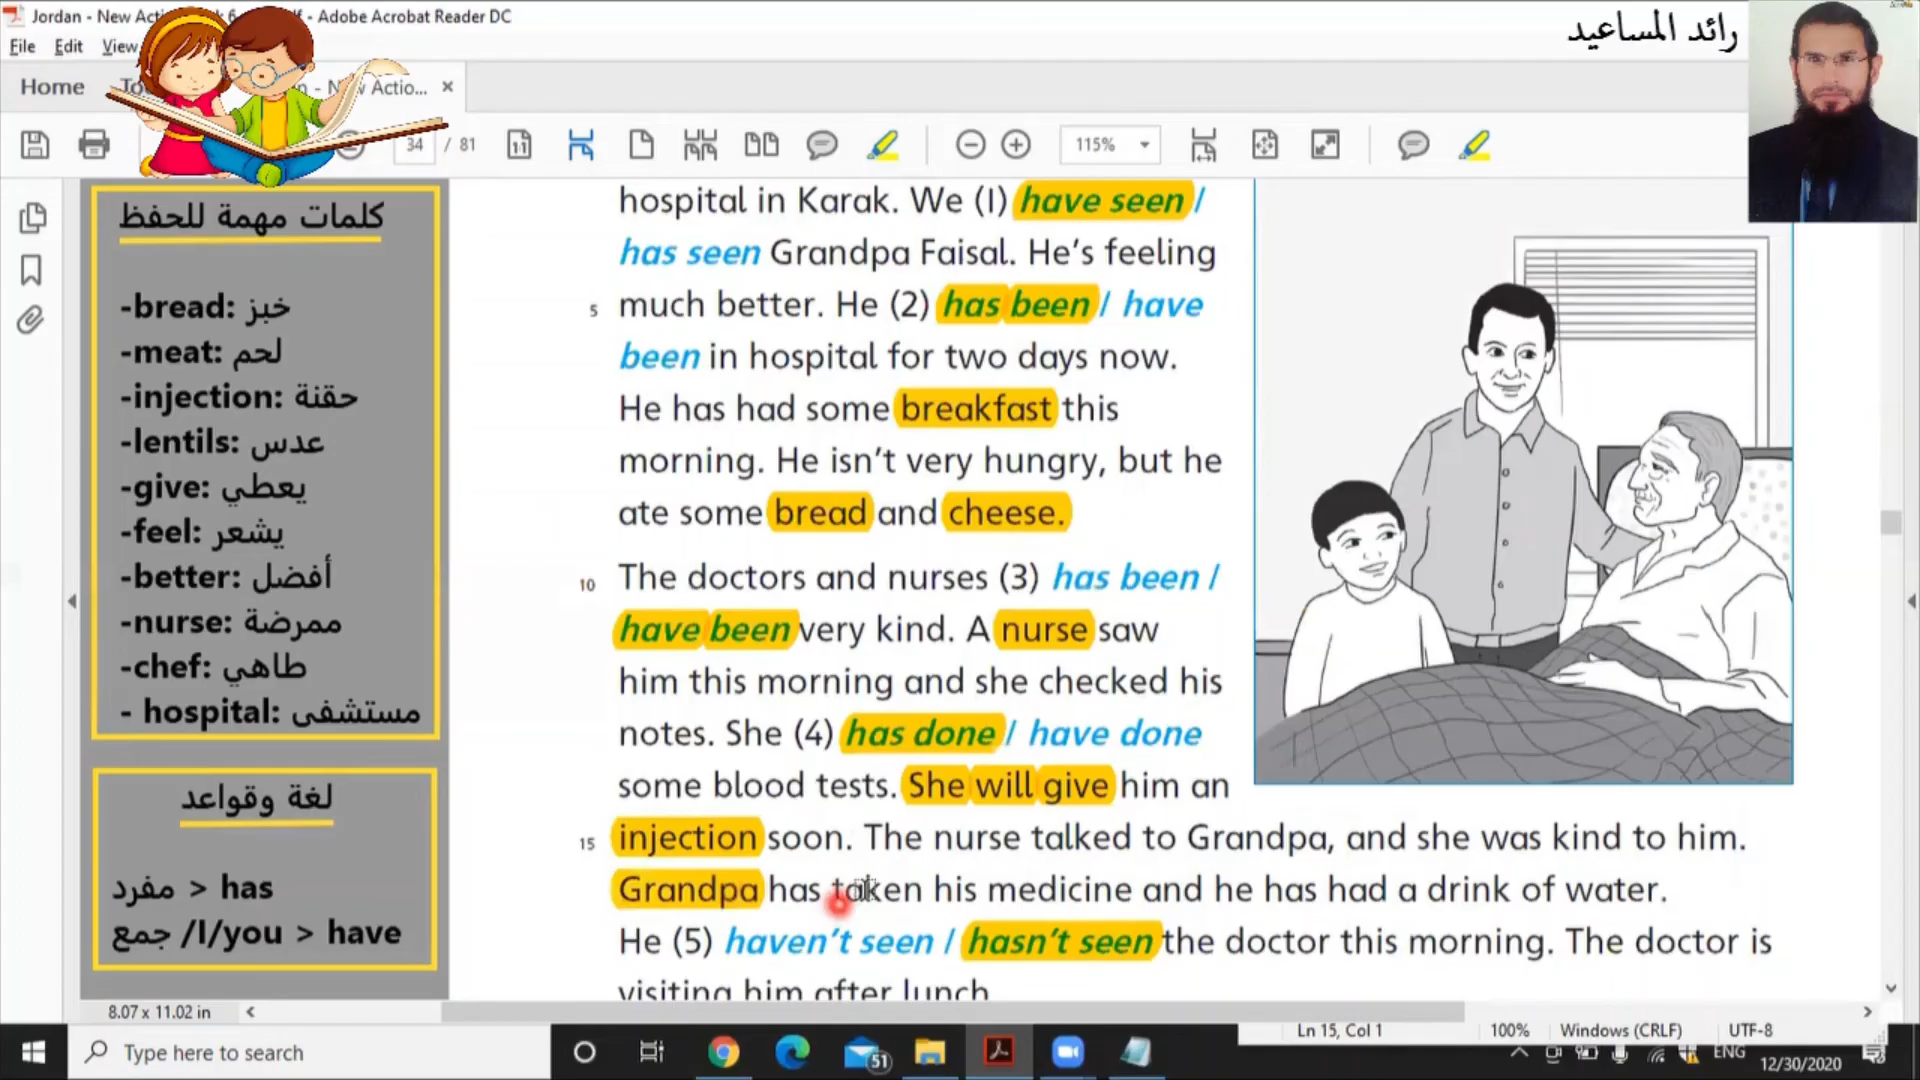 Jordan - New Acti
6
df - Adobe Acrobat Reader DC
رائد المساعيد
File Edit View
Home
n - New Actio...
34 / 81
115%
كلمات مهمة للحفظ
-bread: خبز
-meat: لحم
-injection: حقنة
-lentils: عدس
-give: يعطي
-feel: يشعر
-better: أفضل
-nurse: ممرضة
-chef: طاهي
- hospital: مستشفى
لغة وقواعد
مفرد > has
جمع /I/you > have
hospital in Karak. We (1) have seen /
has seen Grandpa Faisal. He's feeling
5 much better. He (2) has been / have
been in hospital for two days now.
He has had some breakfast this
morning. He isn't very hungry, but he
ate some bread and cheese.
10 The doctors and nurses (3) has been /
have been very kind. A nurse saw
him this morning and she checked his
notes. She (4) has done / have done
some blood tests. She will give him an
15 injection soon. The nurse talked to Grandpa, and she was kind to him.
Grandpa has taken his medicine and he has had a drink of water.
He (5) haven't seen / hasn't seen the doctor this morning. The doctor is
visiting him after lunch
8.07 x 11.02 in
Ln 15, Col 1 100% Windows (CRLF) UTF-8
Type here to search
51
ENG
12/30/2020